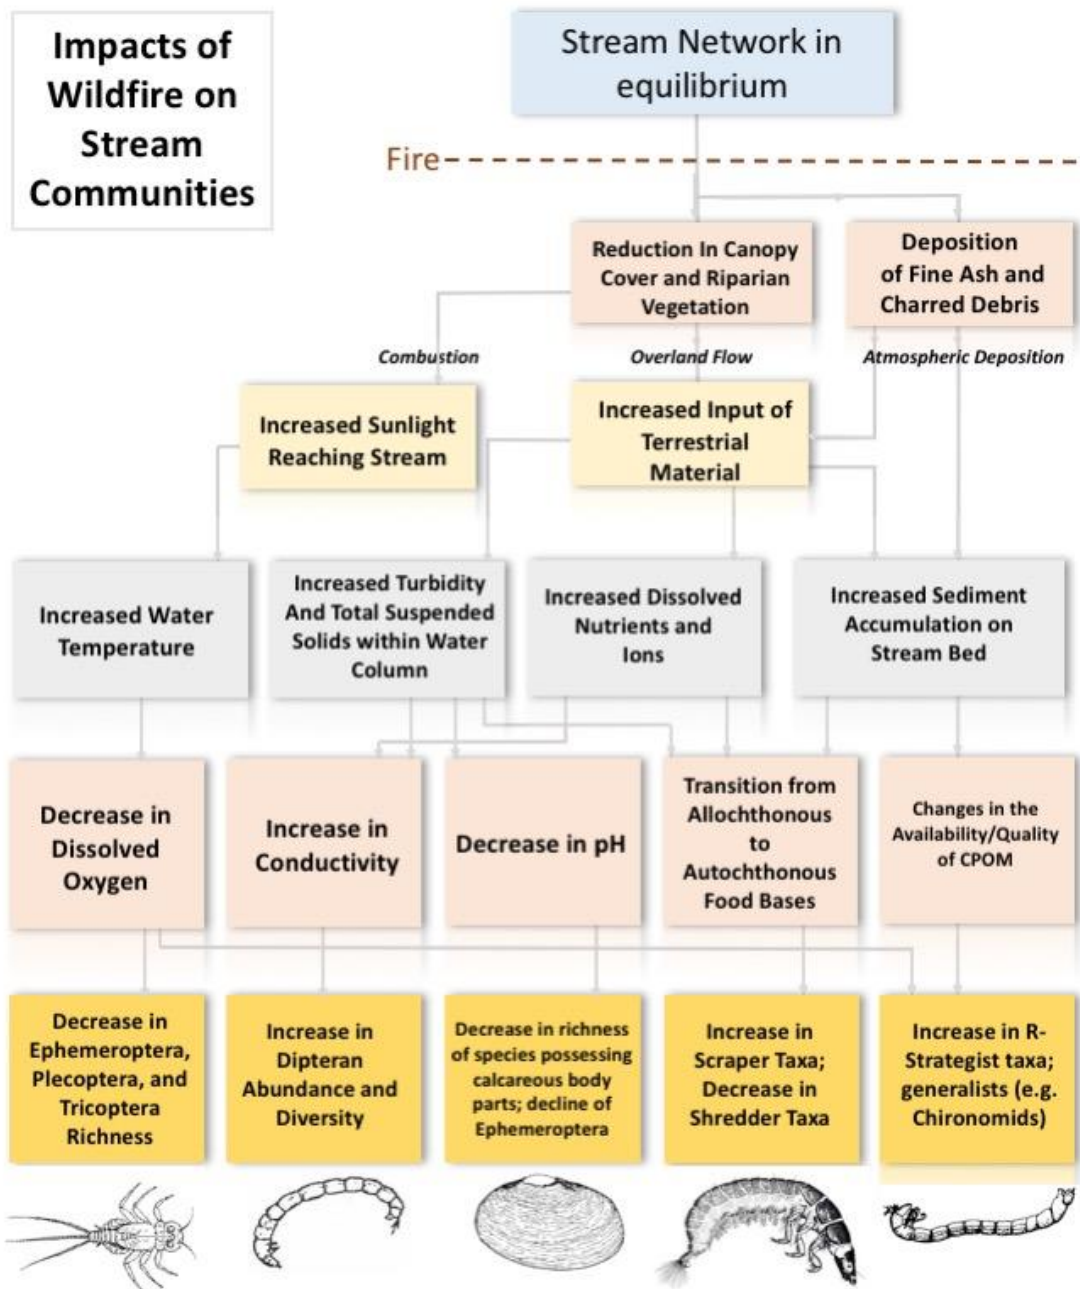 Impacts of
Wildfire on
Stream
Communities
Stream Network in
equilibrium
Fire
Reduction In Canopy
Cover and Riparian
Vegetation
Deposition
of Fine Ash and
Charred Debris
Combustion
Overland Flow
Atmospheric Deposition
Increased Sunlight
Reaching Stream
Increased Input of
Terrestrial
Material
Increased Water
Temperature
Increased Turbidity
And Total Suspended
Solids within Water
Column
Increased Dissolved
Nutrients and
Ions
Increased Sediment
Accumulation on
Stream Bed
Decrease in
Dissolved
Oxygen
Increase in
Conductivity
Decrease in pH
Transition from
Allochthonous
to
Autochthonous
Food Bases
Changes in the
Availability/Quality
of CPOM
Decrease in
Ephemeroptera,
Plecoptera, and
Tricoptera
Richness
Increase in
Dipteran
Abundance and
Diversity
Decrease in richness
of species possessing
calcareous body
parts; decline of
Ephemeroptera
Increase in
Scraper Taxa;
Decrease in
Shredder Taxa
Increase in R-
Strategist taxa;
generalists (e.g.
Chironomids)